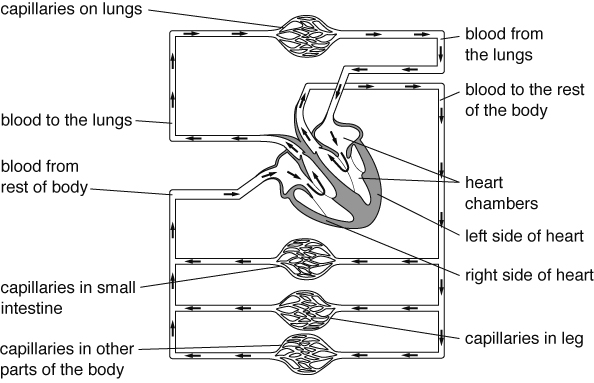 capillaries on lungs
blood from
the lungs
blood to the rest
of the body
blood to the lungs
blood from
rest of body
heart
chambers
left side of heart
right side of heart
capillaries in small
intestine
capillaries in leg
capillaries in other
parts of the body